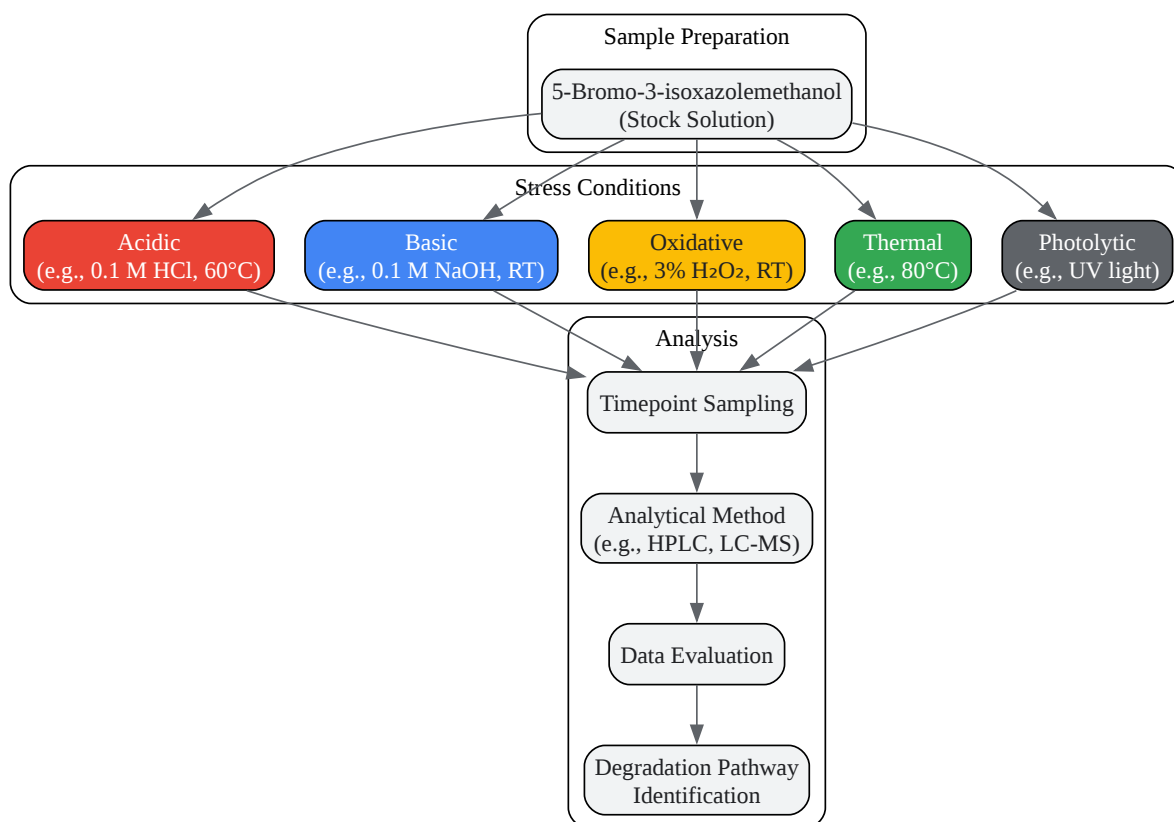 Sample Preparation
5-Bromo-3-isoxazolemethanol
(Stock Solution)
Stress Conditions
Acidic
(e.g., 0.1 M HCl, 60°C)
Basic
(e.g., 0.1 M NaOH, RT)
Oxidative
(e.g., 3% H₂O₂, RT)
Thermal
(e.g., 80°C)
Photolytic
(e.g., UV light)
Analysis
Timepoint Sampling
Analytical Method
(e.g., HPLC, LC-MS)
Data Evaluation
Degradation Pathway
Identification